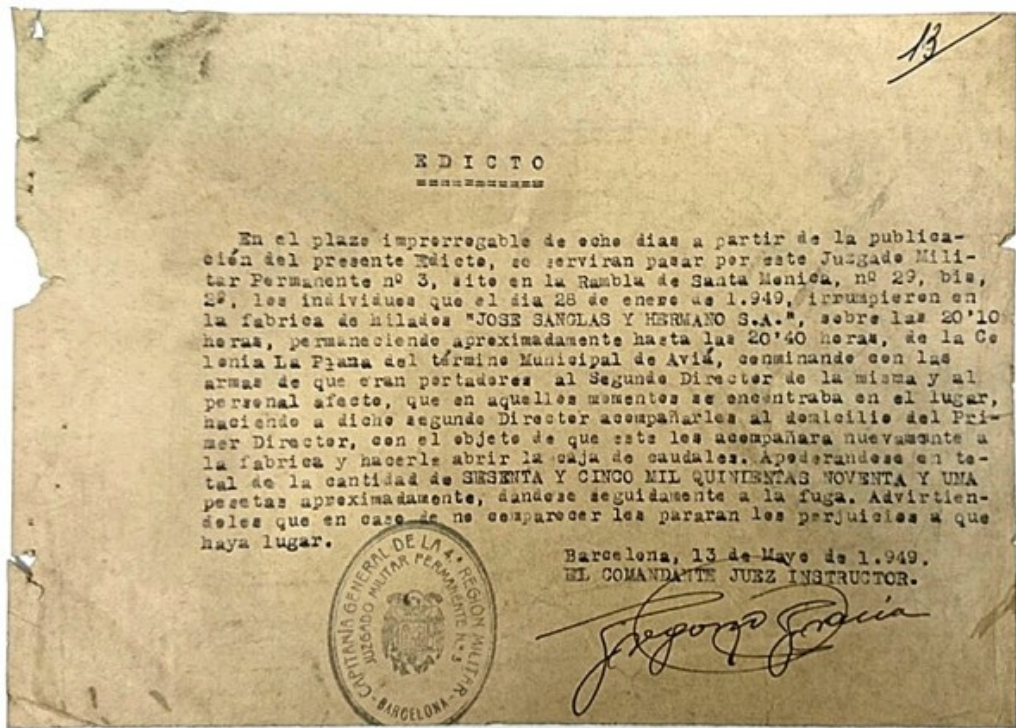 13
EDICTO
===========
En el plazo improrregable de ocho dias a partir de la publica-
ción del presente Edicto, se serviran pasar por este Juzgado Mili-
tar Permanente nº 3, sito en la Rambla de Santa Monica, nº 29, bis,
2º, los individuos que el dia 28 de enero de 1.949, irrumpieron en
la fabrica de hilados "JOSE SANGLAS Y HERMANO S.A.", sobre las 20'10
horas, permaneciendo aproximadamente hasta las 20'40 horas, de la Co
lonia La Plana del término Municipal de Aviá, conminando con las
armas de que eran portadores al Segundo Director de la misma y al
personal afecto, que en aquellos momentos se encontraba en el lugar,
haciendo a dicho segundo Director acompañarles al domicilio del Pri-
mer Director, con el objeto de que este les acompañara nuevamente a
la fabrica y hacerle abrir la caja de caudales. Apoderandose en to-
tal de la cantidad de SESENTA Y CINCO MIL QUINIENTAS NOVENTA Y UNA
pesetas aproximadamente, dandose seguidamente a la fuga. Advirtien-
doles que en caso de no comparecer les pararan los perjuicios a que
haya lugar.
Barcelona, 13 de Mayo de 1.949.
EL COMANDANTE JUEZ INSTRUCTOR.
Gregorio Gracia
CAPITANÍA GENERAL DE LA 4ª REGIÓN MILITAR
JUZGADO MILITAR PERMANENTE N.º 3
- BARCELONA -